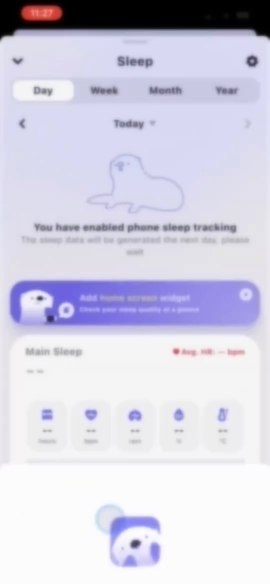 11:27
Sleep
Day Week Month Year
Today
You have enabled phone sleep tracking
The sleep data will be generated the next day, please
wait
Add home screen widget
Check your sleep quality at a glance
Main Sleep
Avg. HR: -- bpm
-- --
-- -- -- -- --
% °C